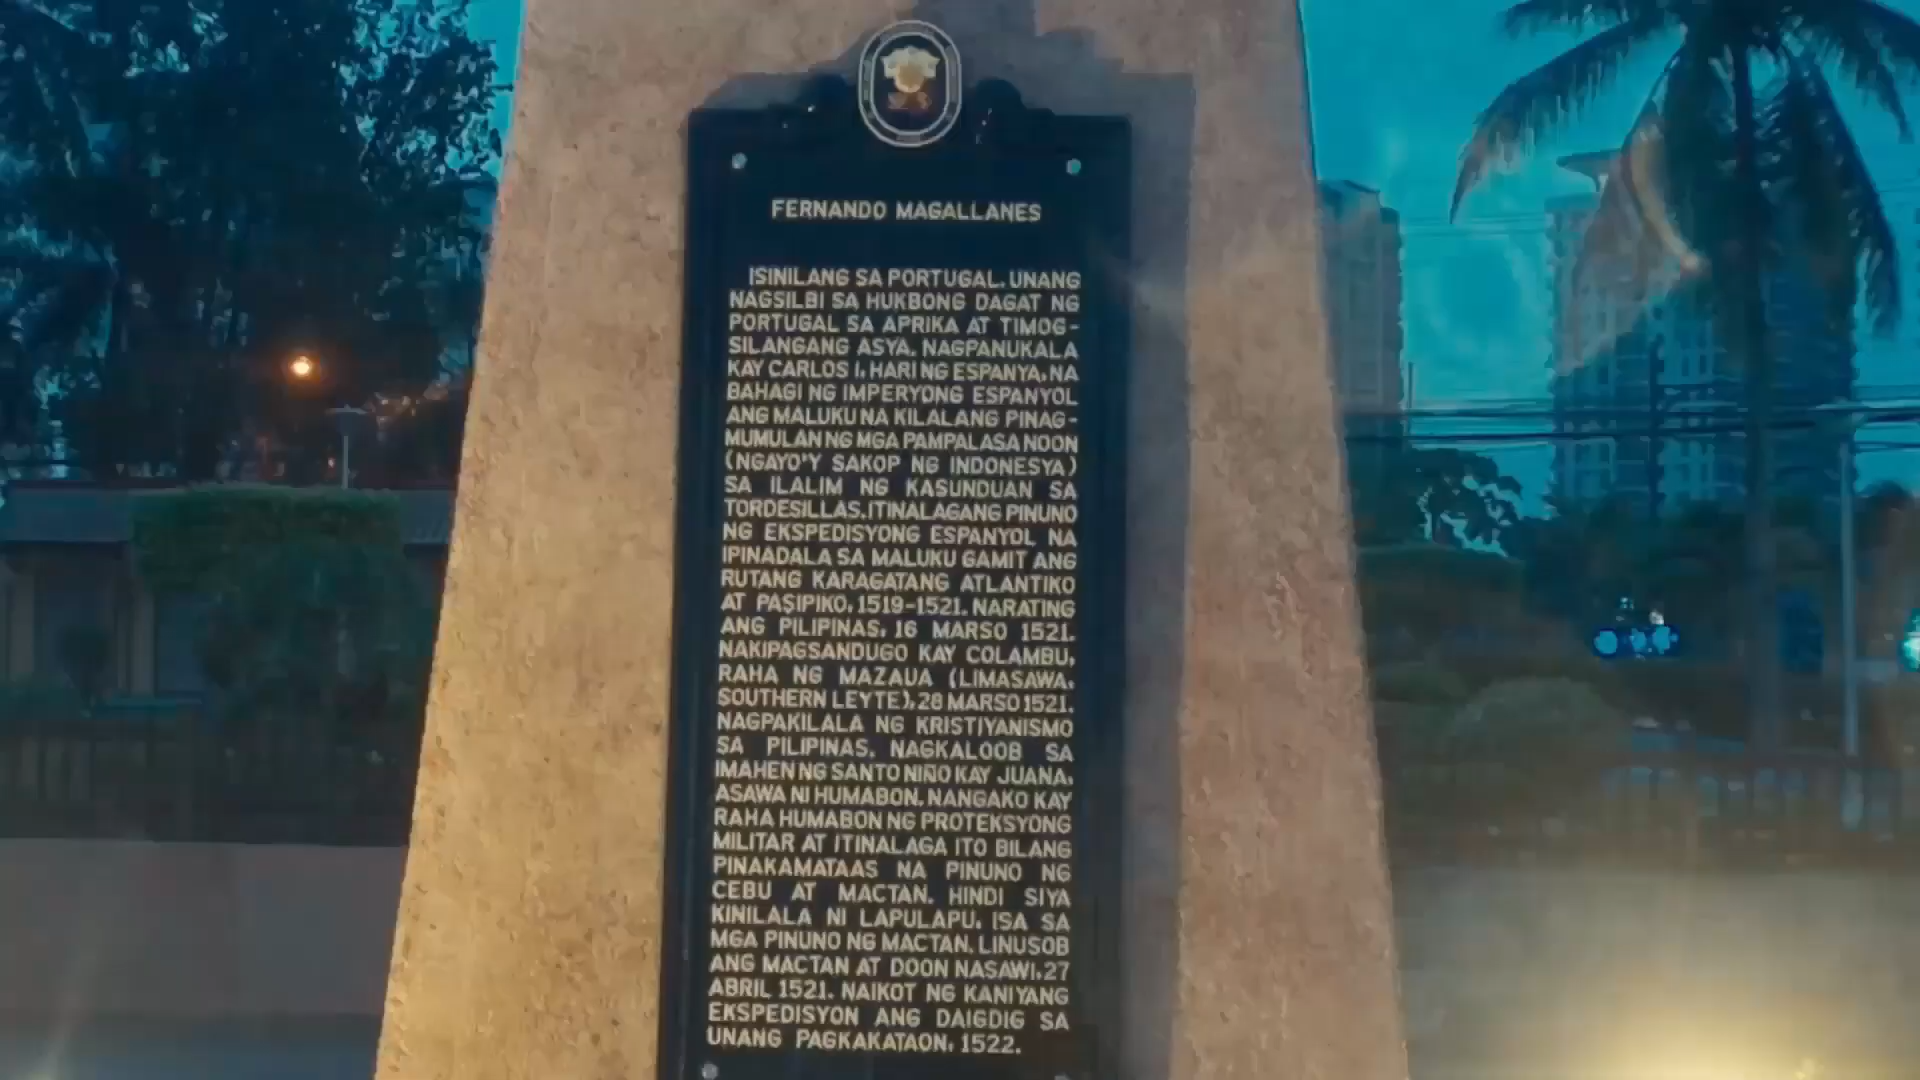 FERNANDO MAGALLANES
ISINILANG SA PORTUGAL. UNANG
NAGSILBI SA HUKBONG DAGAT NG
PORTUGAL SA APRIKA AT TIMOG-
SILANGANG ASYA. NAGPANUKALA
KAY CARLOS I, HARI NG ESPANYA, NA
BAHAGI NG IMPERYONG ESPANYOL
ANG MALUKU NA KILALANG PINAG-
MUMULAN NG MGA PAMPALASA NOON
(NGAYO'Y SAKOP NG INDONESYA)
SA ILALIM NG KASUNDUAN SA
TORDESILLAS. ITINALAGANG PINUNO
NG EKSPEDISYONG ESPANYOL NA
IPINADALA SA MALUKU GAMIT ANG
RUTANG KARAGATANG ATLANTIKO
AT PASIPIKO, 1519-1521. NARATING
ANG PILIPINAS, 16 MARSO 1521.
NAKIPAGSANDUGO KAY COLAMBU,
RAHA NG MAZAUA (LIMASAWA,
SOUTHERN LEYTE), 28 MARSO 1521.
NAGPAKILALA NG KRISTIYANISMO
SA PILIPINAS. NAGKALOOB SA
IMAHEN NG SANTO NIÑO KAY JUANA,
ASAWA NI HUMABON. NANGAKO KAY
RAHA HUMABON NG PROTEKSYONG
MILITAR AT ITINALAGA ITO BILANG
PINAKAMATAAS NA PINUNO NG
CEBU AT MACTAN. HINDI SIYA
KINILALA NI LAPULAPU, ISA SA
MGA PINUNO NG MACTAN. LINUSOB
ANG MACTAN AT DOON NASAWI, 27
ABRIL 1521. NAIKOT NG KANIYANG
EKSPEDISYON ANG DAIGDIG SA
UNANG PAGKAKATAON, 1522.